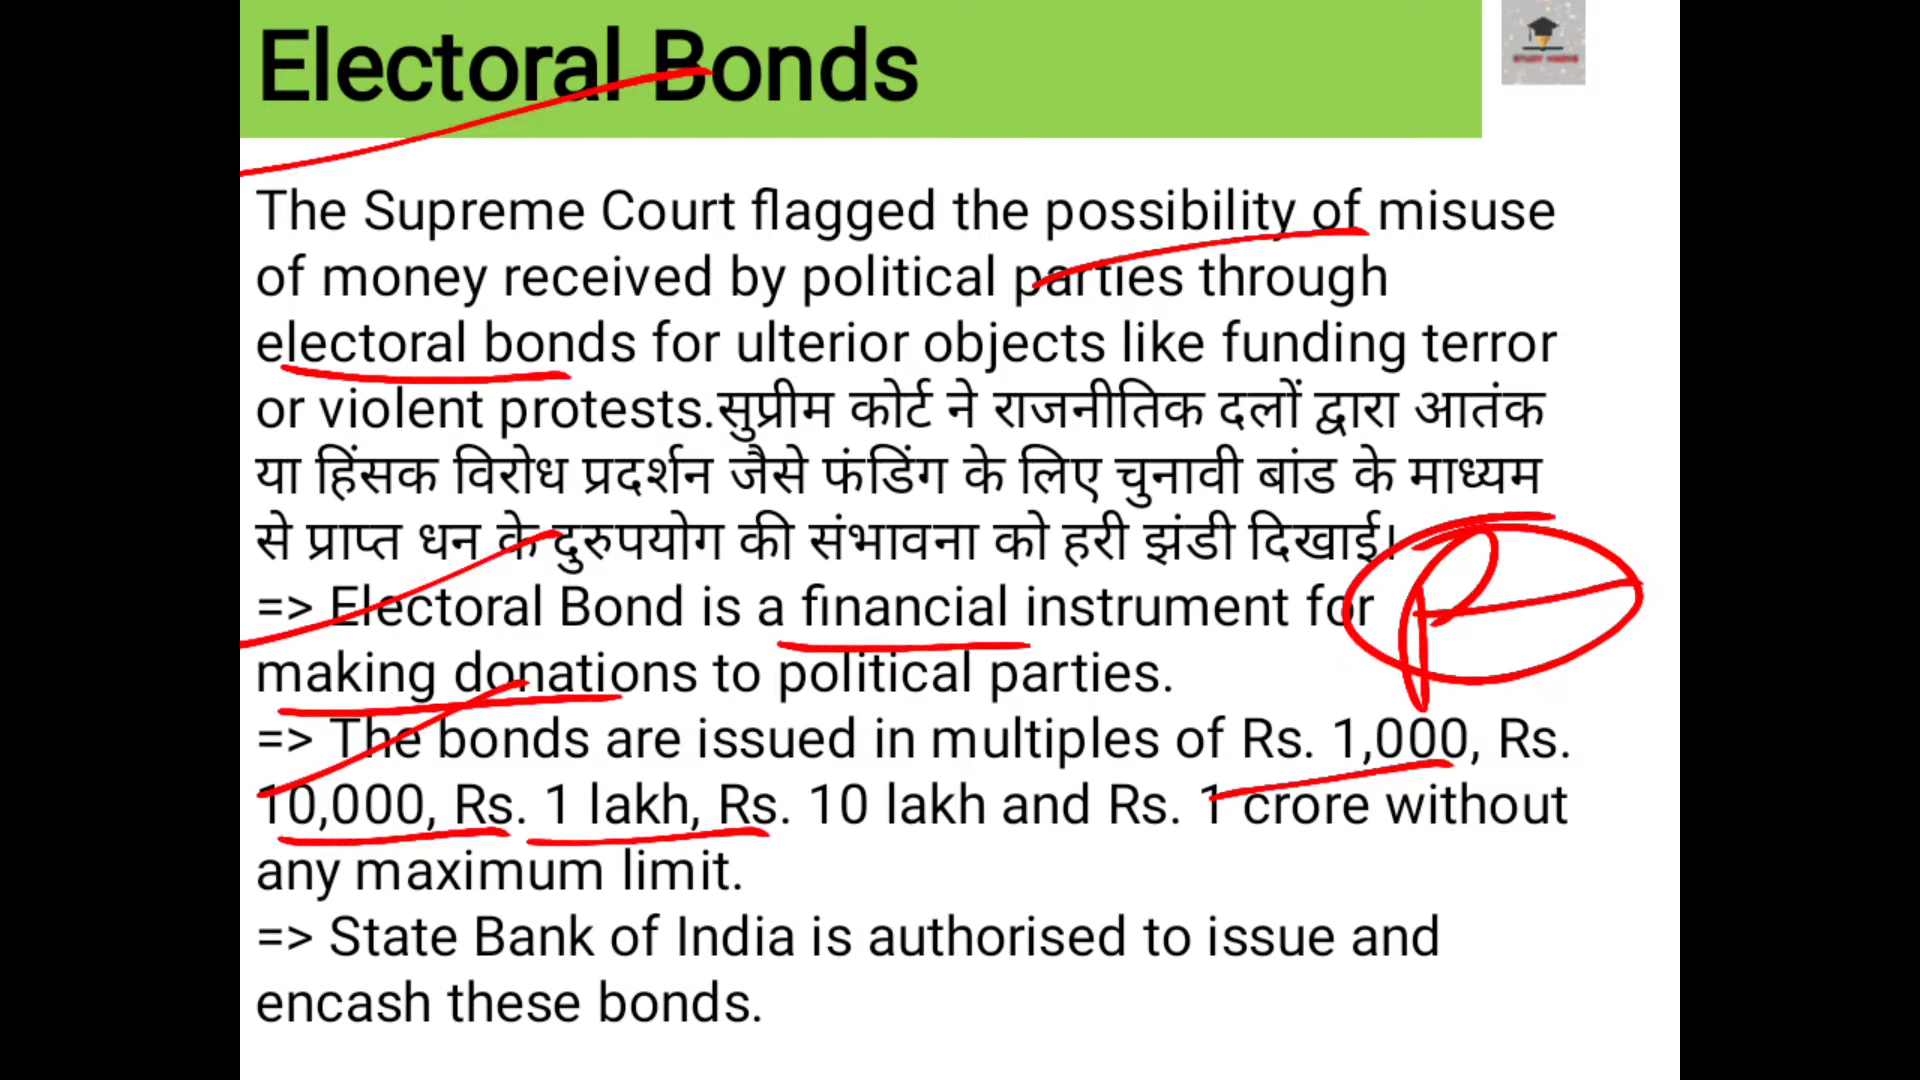 Electoral Bonds
The Supreme Court flagged the possibility of misuse
of money received by political parties through
electoral bonds for ulterior objects like funding terror
or violent protests.सुप्रीम कोर्ट ने राजनीतिक दलों द्वारा आतंक
या हिंसक विरोध प्रदर्शन जैसे फंडिंग के लिए चुनावी बांड के माध्यम
से प्राप्त धन के दुरुपयोग की संभावना को हरी झंडी दिखाई।
=> Electoral Bond is a financial instrument for
making donations to political parties.
=> The bonds are issued in multiples of Rs. 1,000, Rs.
10,000, Rs. 1 lakh, Rs. 10 lakh and Rs. 1 crore without
any maximum limit.
=> State Bank of India is authorised to issue and
encash these bonds.